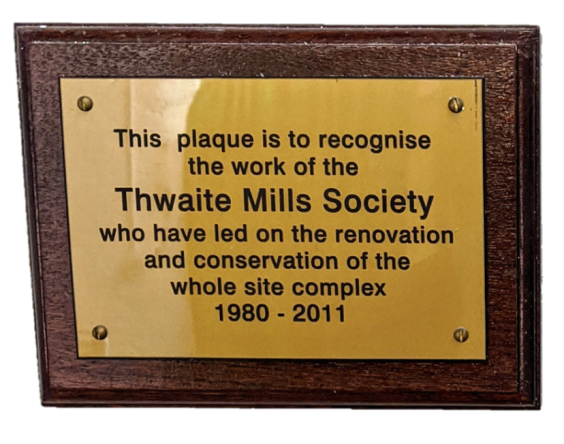 This plaque is to recognise
the work of the
Thwaite Mills Society
who have led on the renovation
and conservation of the
whole site complex
1980 - 2011